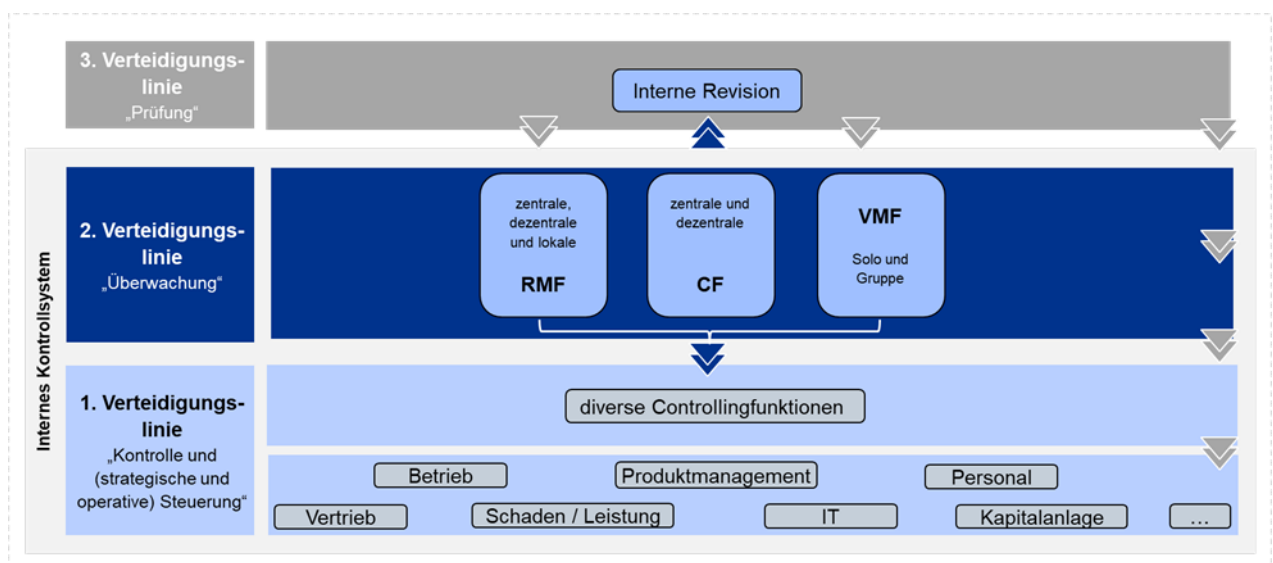 3. Verteidigungs-
linie
„Prüfung“
Interne Revision
Internes Kontrollsystem
2. Verteidigungs-
linie
„Überwachung“
zentrale,
dezentrale
und lokale
RMF
zentrale und
dezentrale
CF
VMF
Solo und
Gruppe
1. Verteidigungs-
linie
„Kontrolle und
(strategische und
operative) Steuerung“
diverse Controllingfunktionen
Betrieb
Produktmanagement
Personal
Vertrieb
Schaden / Leistung
IT
Kapitalanlage
...